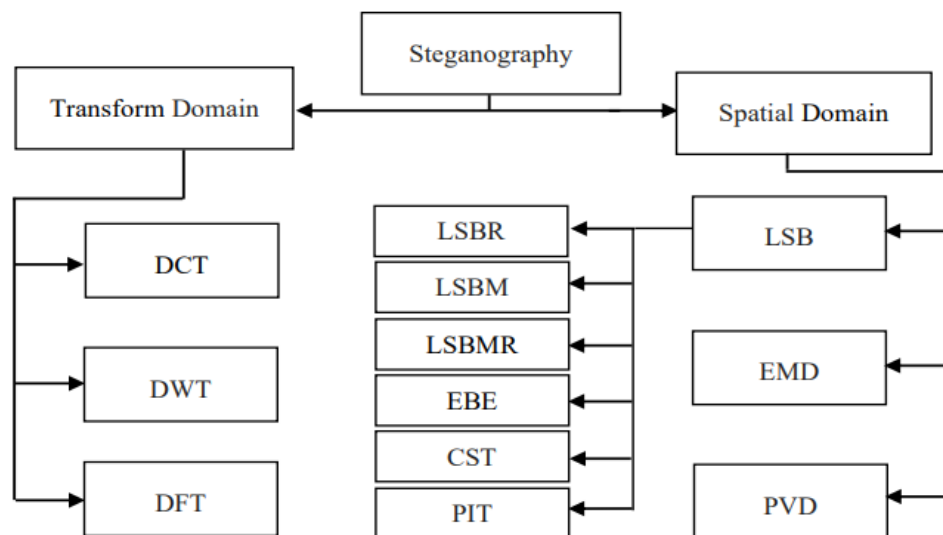 Steganography
Transform Domain
Spatial Domain
LSBR
LSB
DCT
LSBM
LSBMR
EMD
DWT
EBE
CST
DFT
PIT
PVD